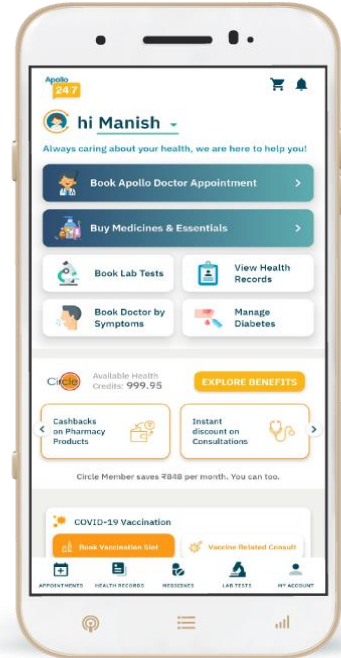 Apollo
24|7
hi Manish
Always caring about your health, we are here to help you!
Book Apollo Doctor Appointment
Buy Medicines & Essentials
Book Lab Tests
View Health
Records
Book Doctor by
Symptoms
Manage
Diabetes
Circle
Available Health
Credits: 999.95
EXPLORE BENEFITS
Cashbacks
on Pharmacy
Products
Instant
discount on
Consultations
Circle Member saves ₹848 per month. You can too.
COVID-19 Vaccination
Book Vaccination Slot
Vaccine Related Consult
APPOINTMENTS
HEALTH RECORDS
MEDICINES
LAB TESTS
MY ACCOUNT